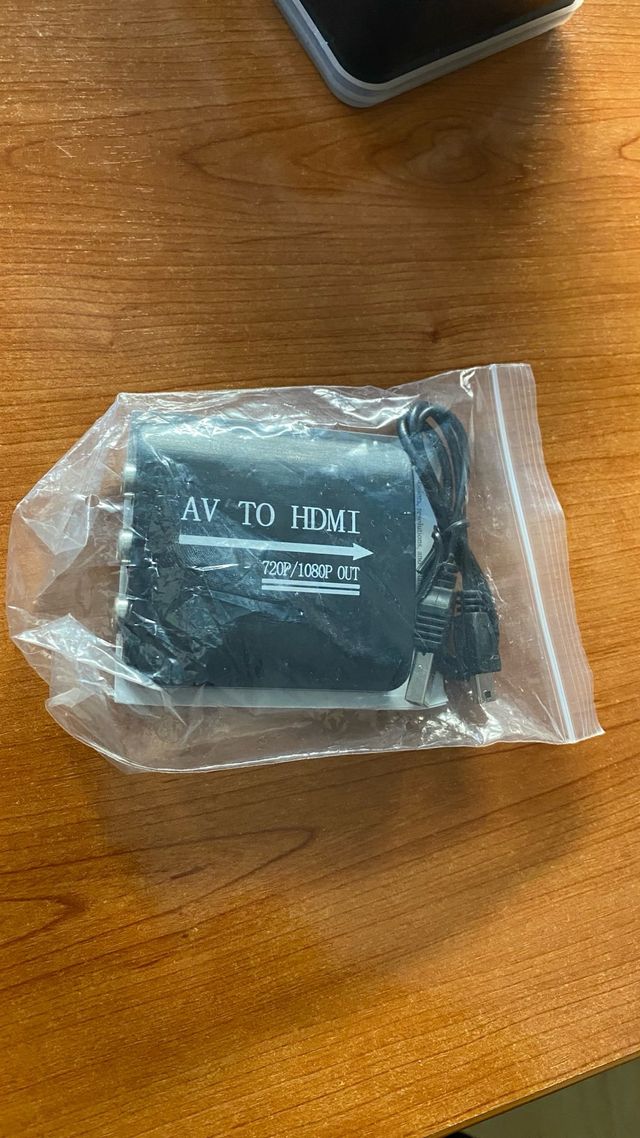 AV TO HDMI
720P/1080P OUT